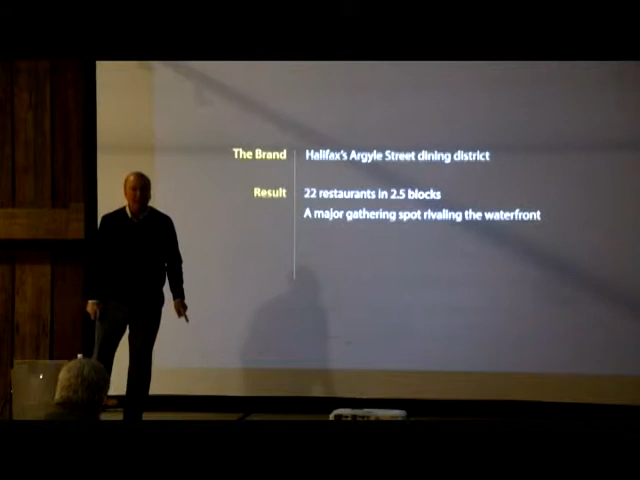 The Brand Halifax's Argyle Street dining district
Result 22 restaurants in 2.5 blocks
A major gathering spot rivaling the waterfront